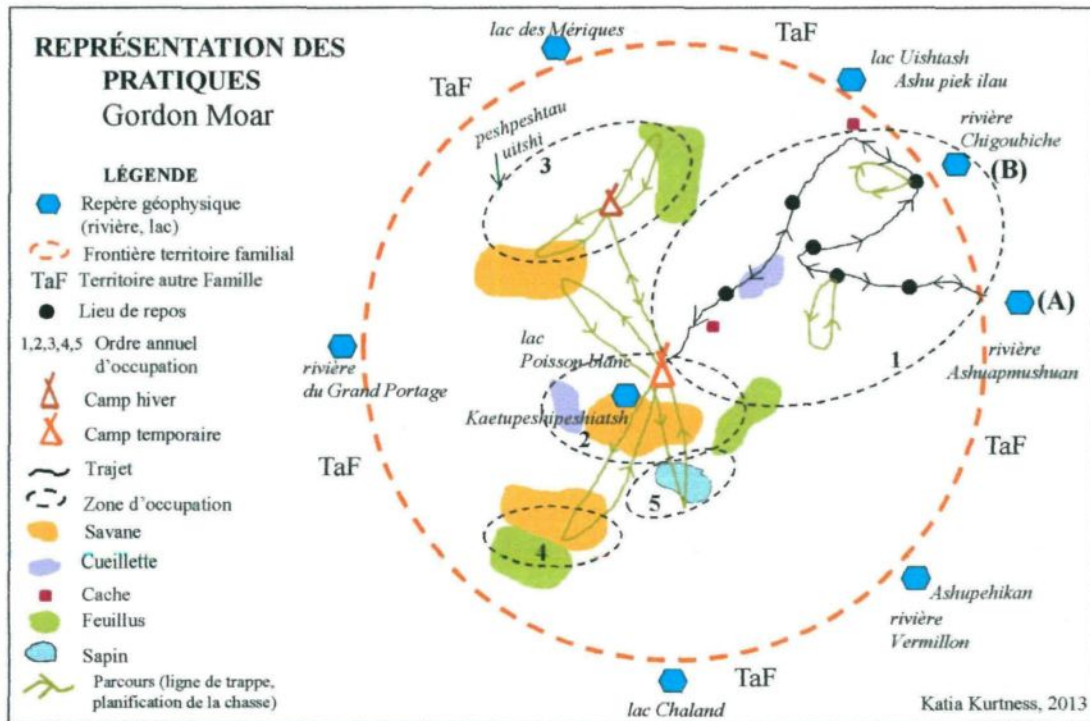 REPRÉSENTATION DES
PRATIQUES
Gordon Moar
LÉGENDE
Repère géophysique
(rivière, lac)
Frontière territoire familial
TaF Territoire autre Famille
Lieu de repos
1,2,3,4,5 Ordre annuel
d'occupation
Camp hiver
Camp temporaire
Trajet
Zone d'occupation
Savane
Cueillette
Cache
Feuillus
Sapin
Parcours (ligne de trappe,
planification de la chasse)
lac des Mériques
TaF
TaF
lac Uishtash
Ashu piek ilau
rivière
Chigoubiche
(B)
peshpeshtau
uitshi
3
(A)
rivière
Ashuapmushuan
1
lac
Poisson blanc
rivière
du Grand Portage
Kaetupeshipeshiatsh
2
TaF
TaF
5
4
Ashupehikan
rivière
Vermillon
TaF
lac Chaland
Katia Kurtness, 2013